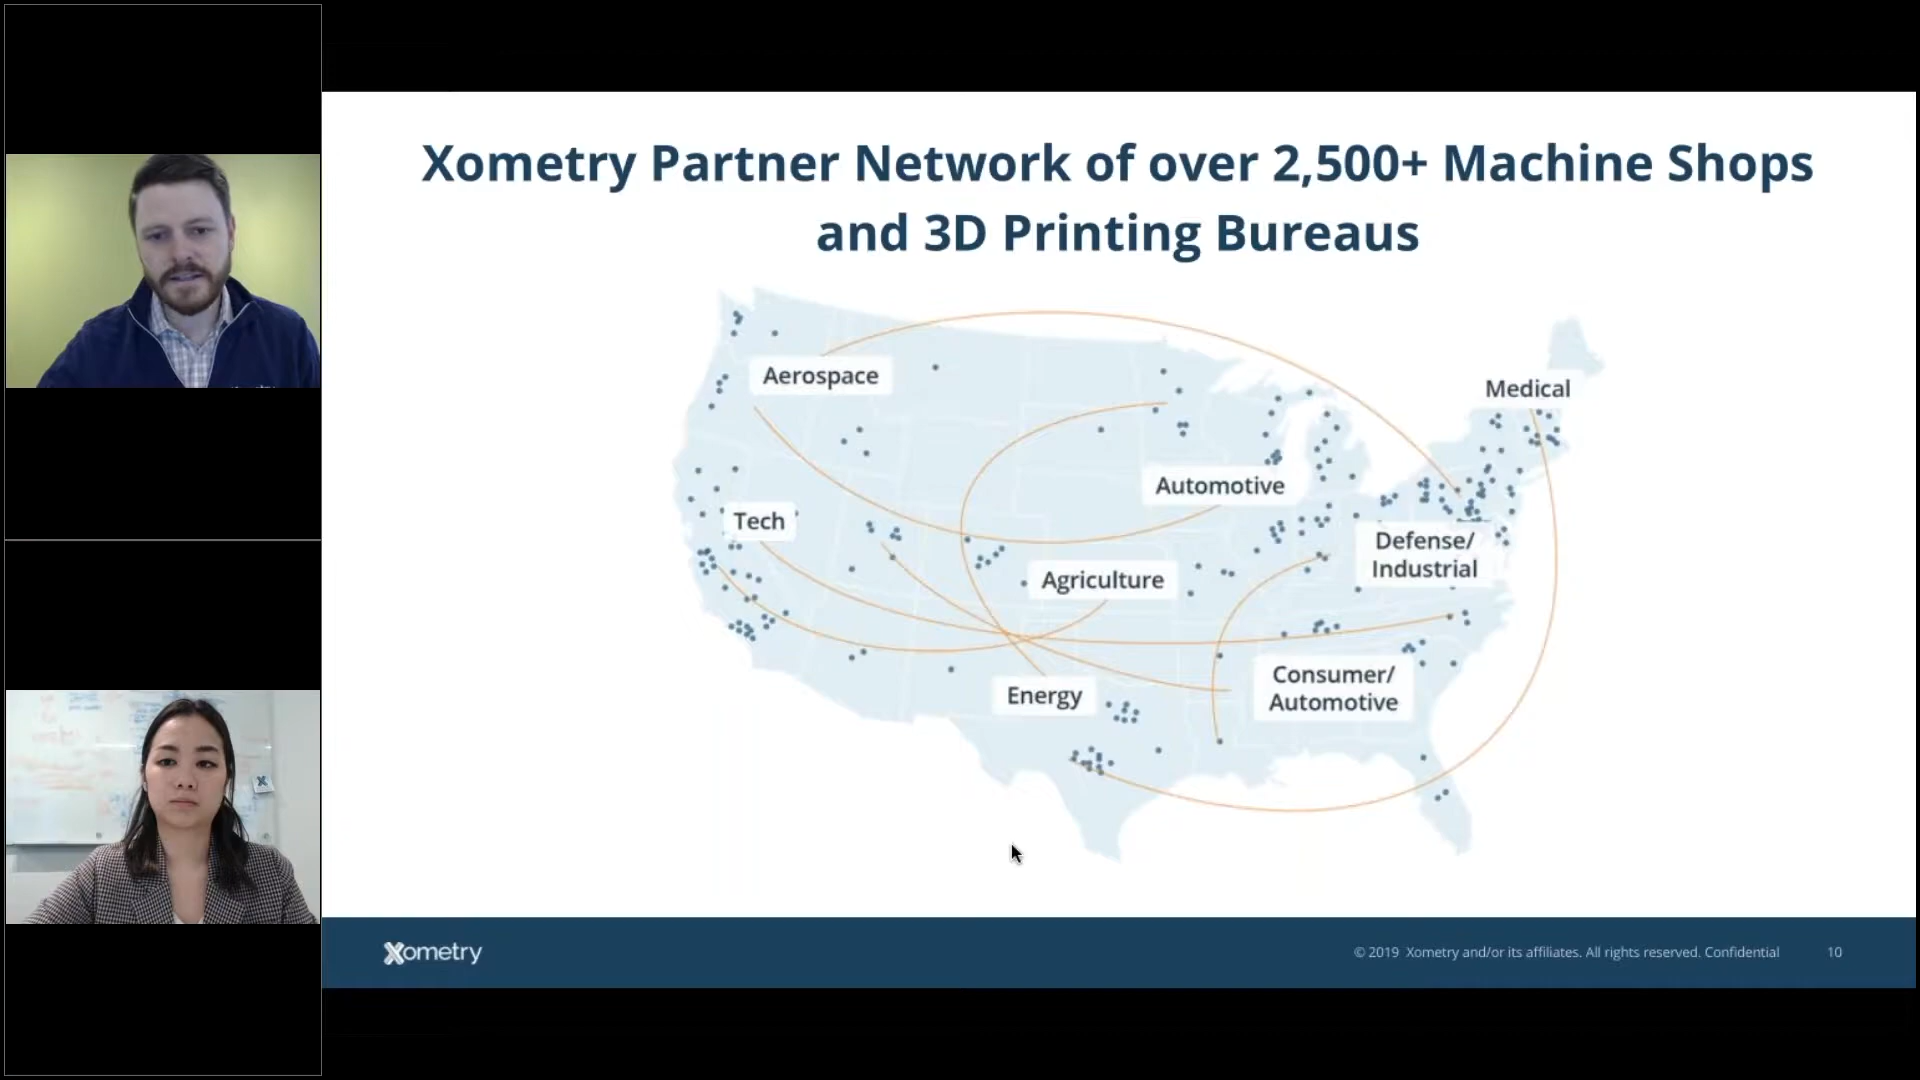 Xometry Partner Network of over 2,500+ Machine Shops
and 3D Printing Bureaus
Aerospace
Medical
Automotive
Tech
Defense/
Industrial
Agriculture
Consumer/
Automotive
Energy
Xometry
© 2019 Xometry and/or its affiliates. All rights reserved. Confidential
10